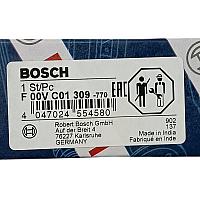 BOSCH
1 St/Pc
F 00V C01 309 -770
4 047024 554580
Robert Bosch GmbH
Auf der Breit 4
76227 Karlsruhe
GERMANY
902
137
Made in India
Fabriqué en Inde